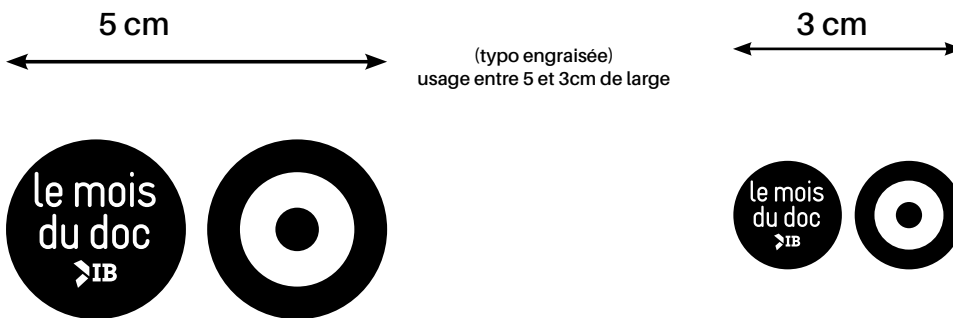 5 cm
3 cm
(typo engraisée)
usage entre 5 et 3cm de large
le mois
du doc
IB
le mois
du doc
IB